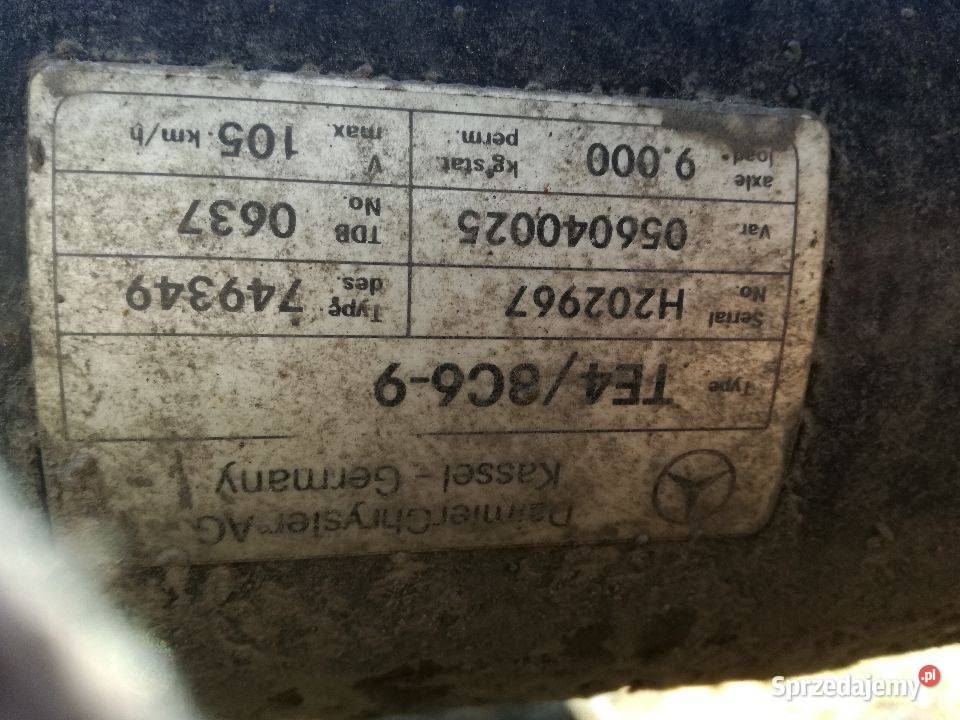 DaimlerChrysler AG
Kassel - Germany
Type TE4/8C6-9
Serial No. H202967 Type des. 749349
Var 056040025 TDB No 0637
axle load. 9.000 kg stat. perm. V max. 105 km/h
Sprzedajemy.pl